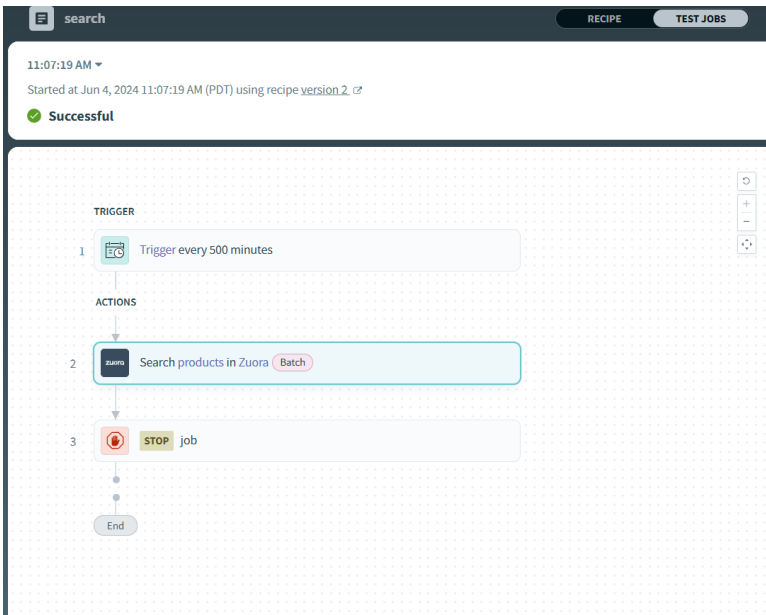 search
RECIPE
TEST JOBS
11:07:19 AM
Started at Jun 4, 2024 11:07:19 AM (PDT) using recipe version 2
Successful
TRIGGER
1 Trigger every 500 minutes
ACTIONS
2 zuora Search products in Zuora Batch
3 STOP job
End